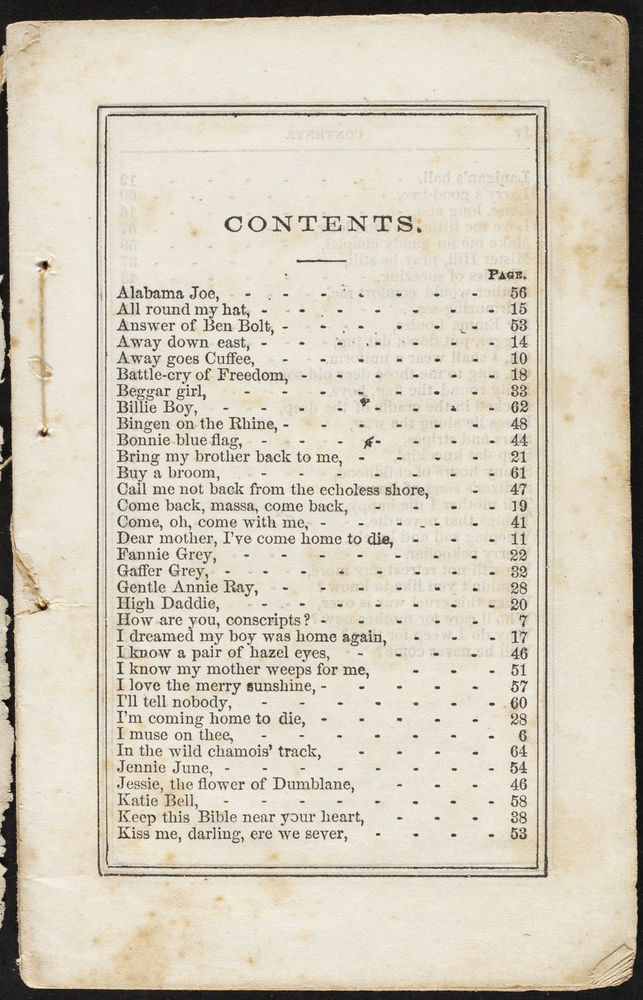 CONTENTS.
PAGE.
Alabama Joe, - - - - - - - 56
All round my hat, - - - - - - - 15
Answer of Ben Bolt, - - - - - - - 53
Away down east, - - - - - - - 14
Away goes Cuffee, - - - - - - - 10
Battle-cry of Freedom, - - - - - - 18
Beggar girl, - - - - - - - 33
Billie Boy, - - - - - - - 62
Bingen on the Rhine, - - - - - - - 48
Bonnie blue flag, - - - - - - - 44
Bring my brother back to me, - - - - - 21
Buy a broom, - - - - - - - 61
Call me not back from the echoless shore, - 47
Come back, massa, come back, - - - - 19
Come, oh, come with me, - - - - - - 41
Dear mother, I've come home to die, - - - 11
Fannie Grey, - - - - - - - 22
Gaffer Grey, - - - - - - - - 32
Gentle Annie Ray, - - - - - - - 28
High Daddie, - - - - - - - 20
How are you, conscripts? - - - - - 7
I dreamed my boy was home again, - - - 17
I know a pair of hazel eyes, - - - - - 46
I know my mother weeps for me, - - - 51
I love the merry sunshine, - - - - - - 57
I'll tell nobody, - - - - - - - 60
I'm coming home to die, - - - - - - 28
I muse on thee, - - - - - - - 6
In the wild chamois' track, - - - - - 64
Jennie June, - - - - - - - - 54
Jessie, the flower of Dumblane, - - - 46
Katie Bell, - - - - - - - - 58
Keep this Bible near your heart, - - - 38
Kiss me, darling, ere we sever, - - - - 53